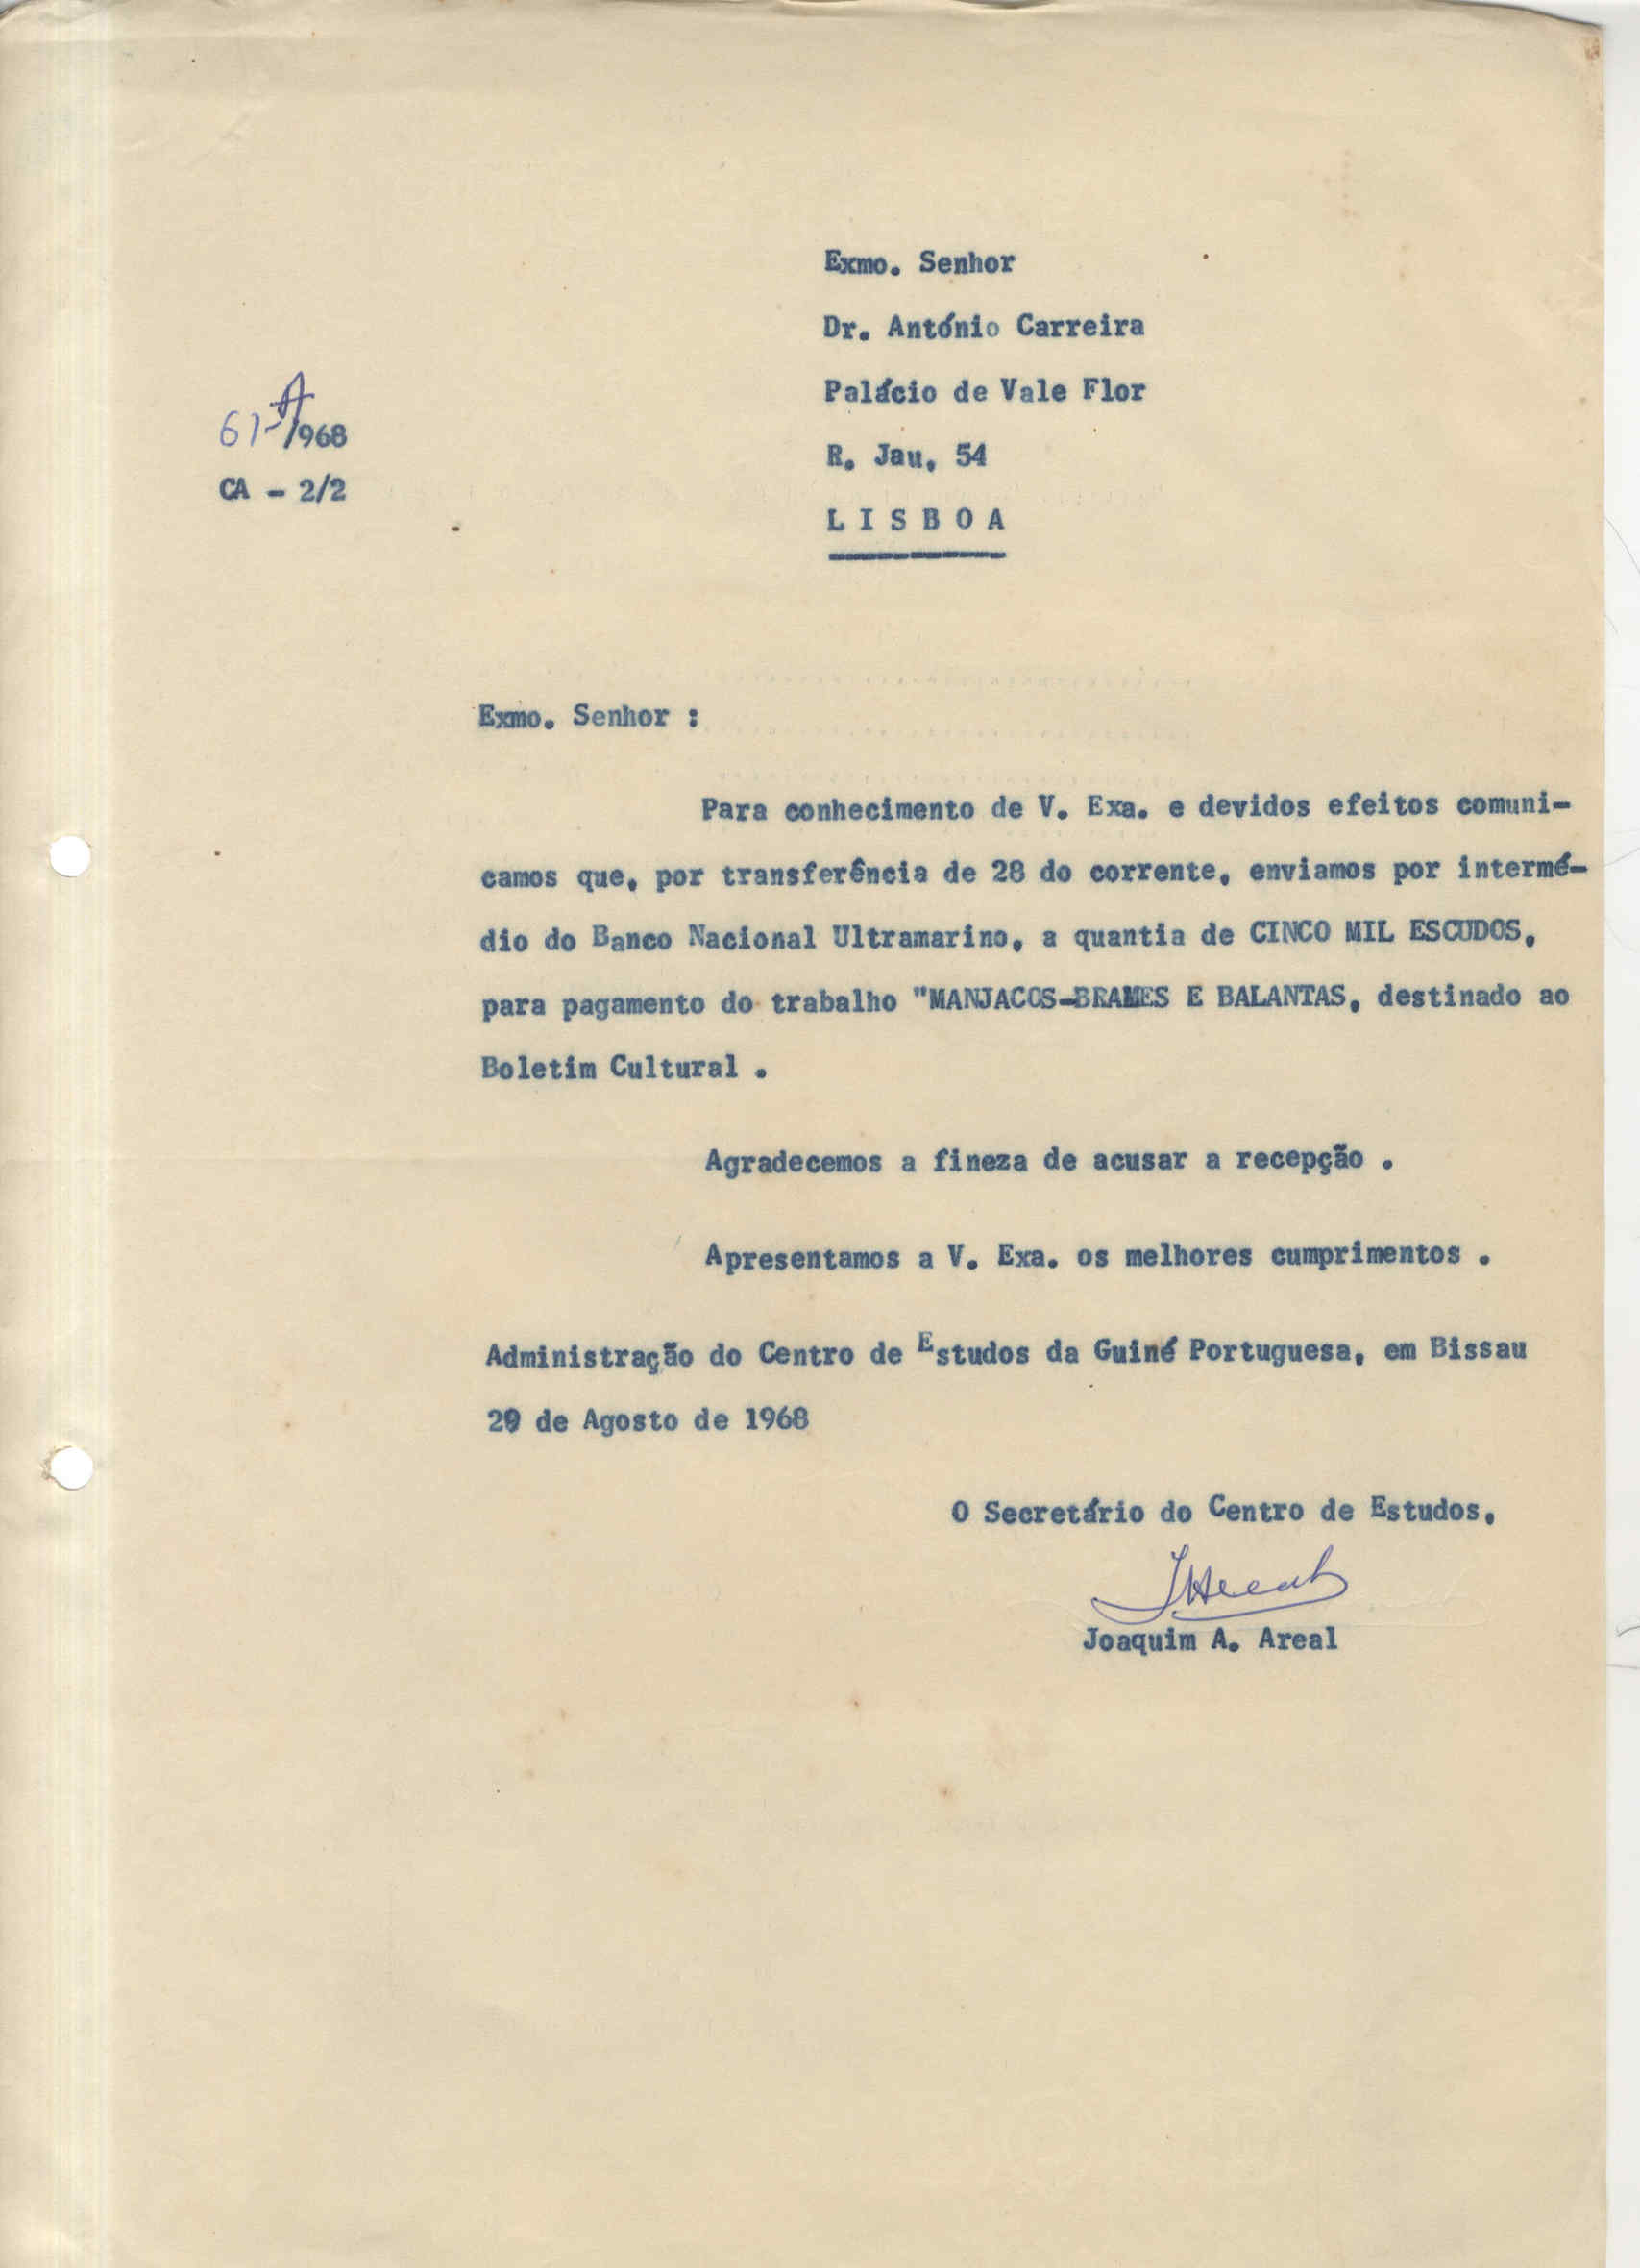 Exmo. Senhor
Dr. António Carreira
Palácio de Vale Flor
R. Jau, 54
LISBOA
61-A/968
CA - 2/2
Exmo. Senhor :
Para conhecimento de V. Exa. e devidos efeitos comuni-
camos que, por transferência de 28 do corrente, enviamos por intermé-
dio do Banco Nacional Ultramarino, a quantia de CINCO MIL ESCUDOS,
para pagamento do trabalho "MANJACOS-BRAMES E BALANTAS, destinado ao
Boletim Cultural .
Agradecemos a fineza de acusar a recepção .
Apresentamos a V. Exa. os melhores cumprimentos .
Administração do Centro de Estudos da Guiné Portuguesa, em Bissau
29 de Agosto de 1968
O Secretário do Centro de Estudos,
Joaquim A. Areal